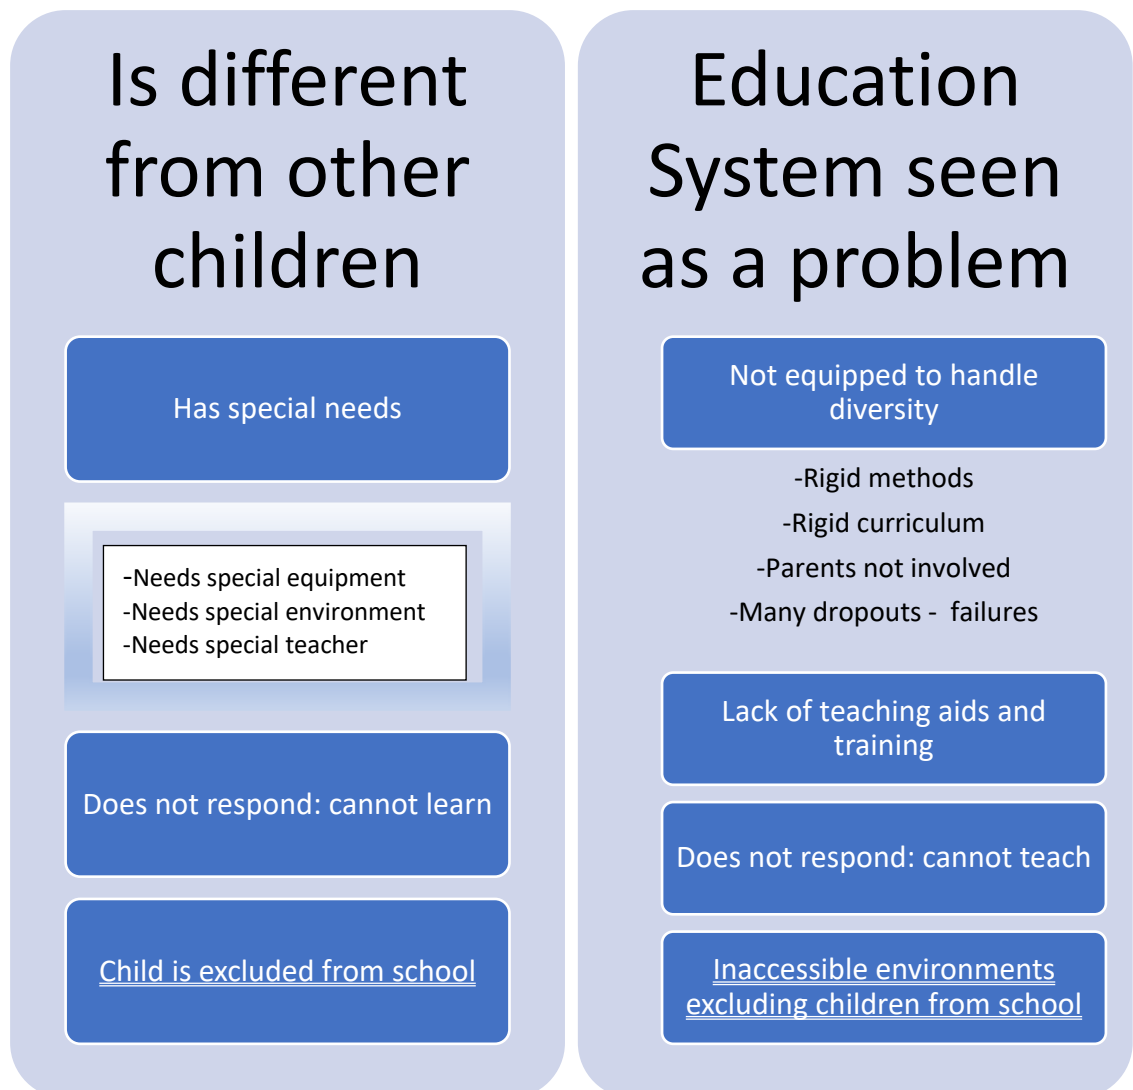 Is different
from other
children
Has special needs
-Needs special equipment
-Needs special environment
-Needs special teacher
Does not respond: cannot learn
Child is excluded from school
Education
System seen
as a problem
Not equipped to handle
diversity
-Rigid methods
-Rigid curriculum
-Parents not involved
-Many dropouts - failures
Lack of teaching aids and
training
Does not respond: cannot teach
Inaccessible environments
excluding children from school